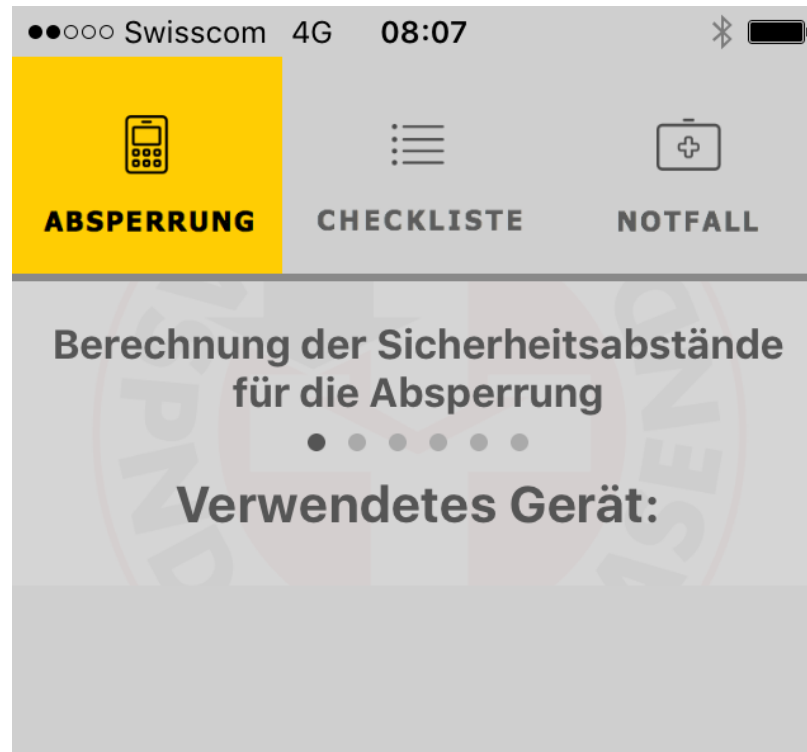 Swisscom 4G 08:07
ABSPERRUNG CHECKLISTE NOTFALL
Berechnung der Sicherheitsabstände
für die Absperrung
Verwendetes Gerät: